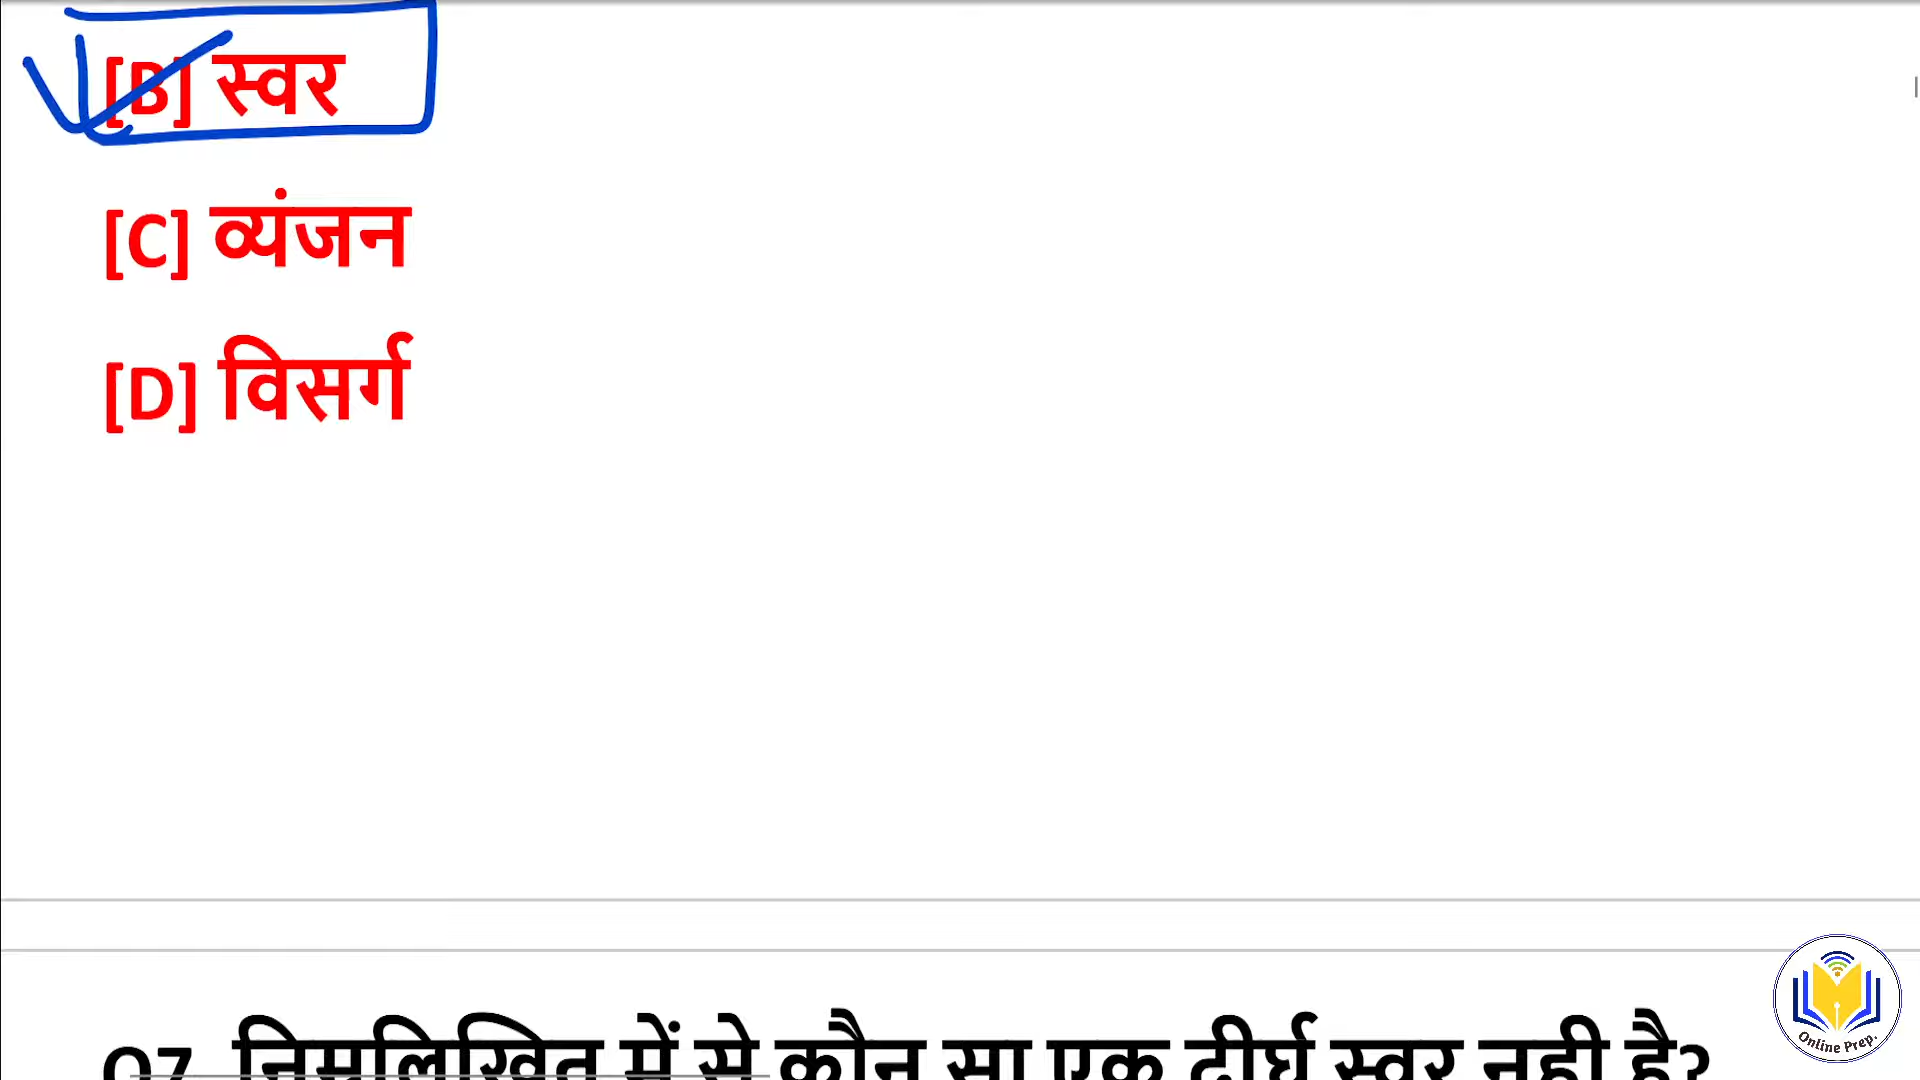 [B] स्वर
[C] व्यंजन
[D] विसर्ग
Q7. निम्नलिखित में से कौन सा एक दीर्घ स्वर नही है?
Online Prep.